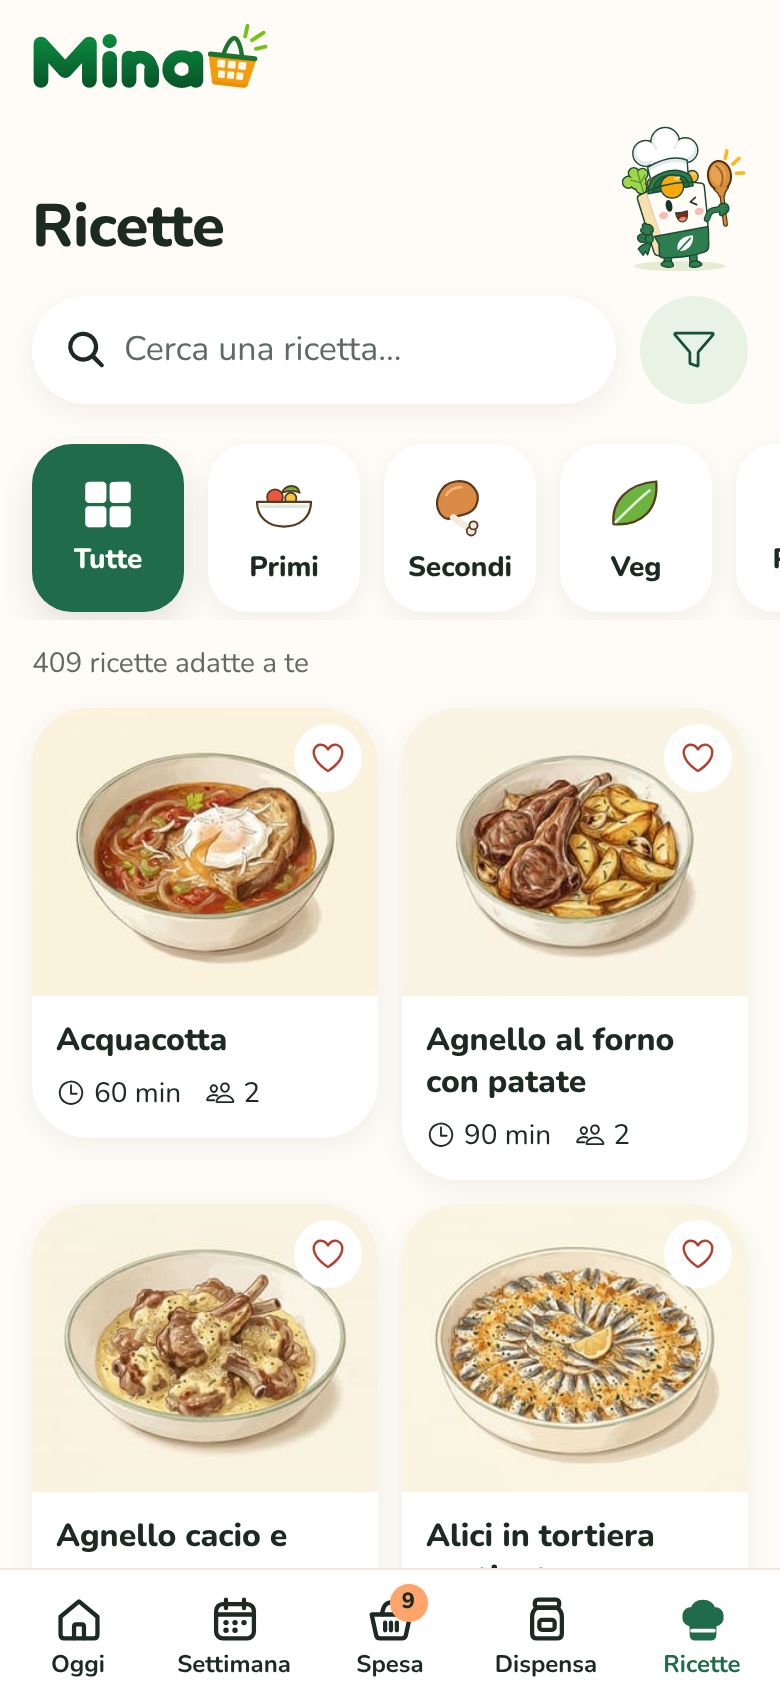 Mina
Ricette
Cerca una ricetta...
Tutte
Primi
Secondi
Veg
409 ricette adatte a te
Acquacotta
60 min 2
Agnello al forno
con patate
90 min 2
Agnello cacio e
Alici in tortiera
9
Oggi
Settimana
Spesa
Dispensa
Ricette